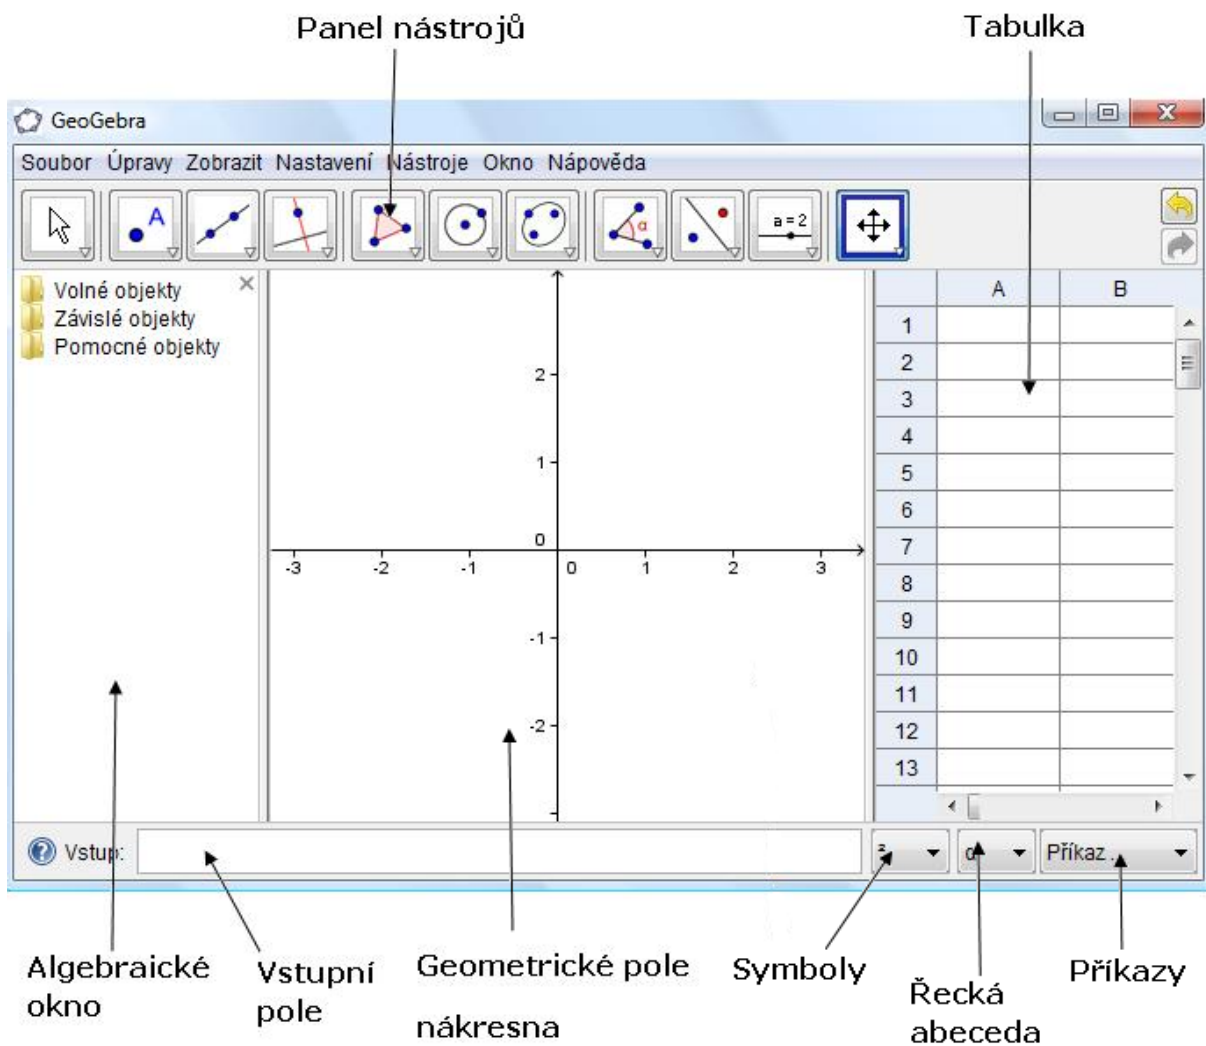 Panel nástrojů
Tabulka
GeoGebra
Soubor Úpravy Zobrazit Nastavení Nástroje Okno Nápověda
A
α
a = 2
Volné objekty
Závislé objekty
Pomocné objekty
2
1
0
-3 -2 -1 0 1 2 3
-1
-2
A B
1
2
3
4
5
6
7
8
9
10
11
12
13
Vstup:
² α Příkaz ...
Algebraické okno
Vstupní pole
Geometrické pole
nákresna
Symboly
Řecká abeceda
Příkazy